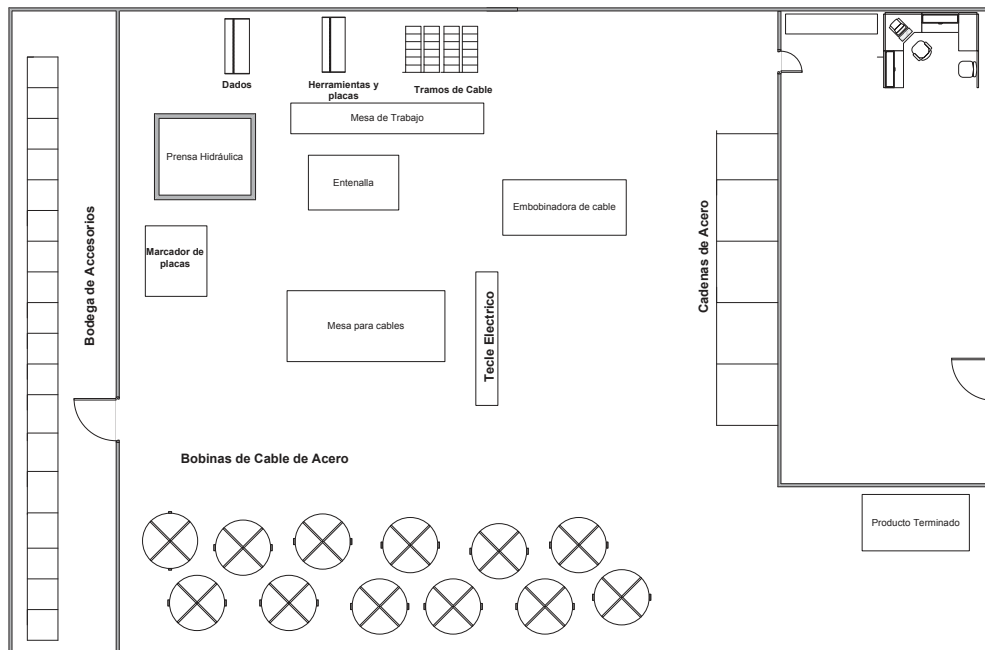 Dados
Herramientas y
placas
Tramos de Cable
Mesa de Trabajo
Prensa Hidráulica
Entenalla
Embobinadora de cable
Bodega de Accesorios
Marcador de
placas
Cadenas de Acero
Mesa para cables
Tecle Electrico
Bobinas de Cable de Acero
Producto Terminado